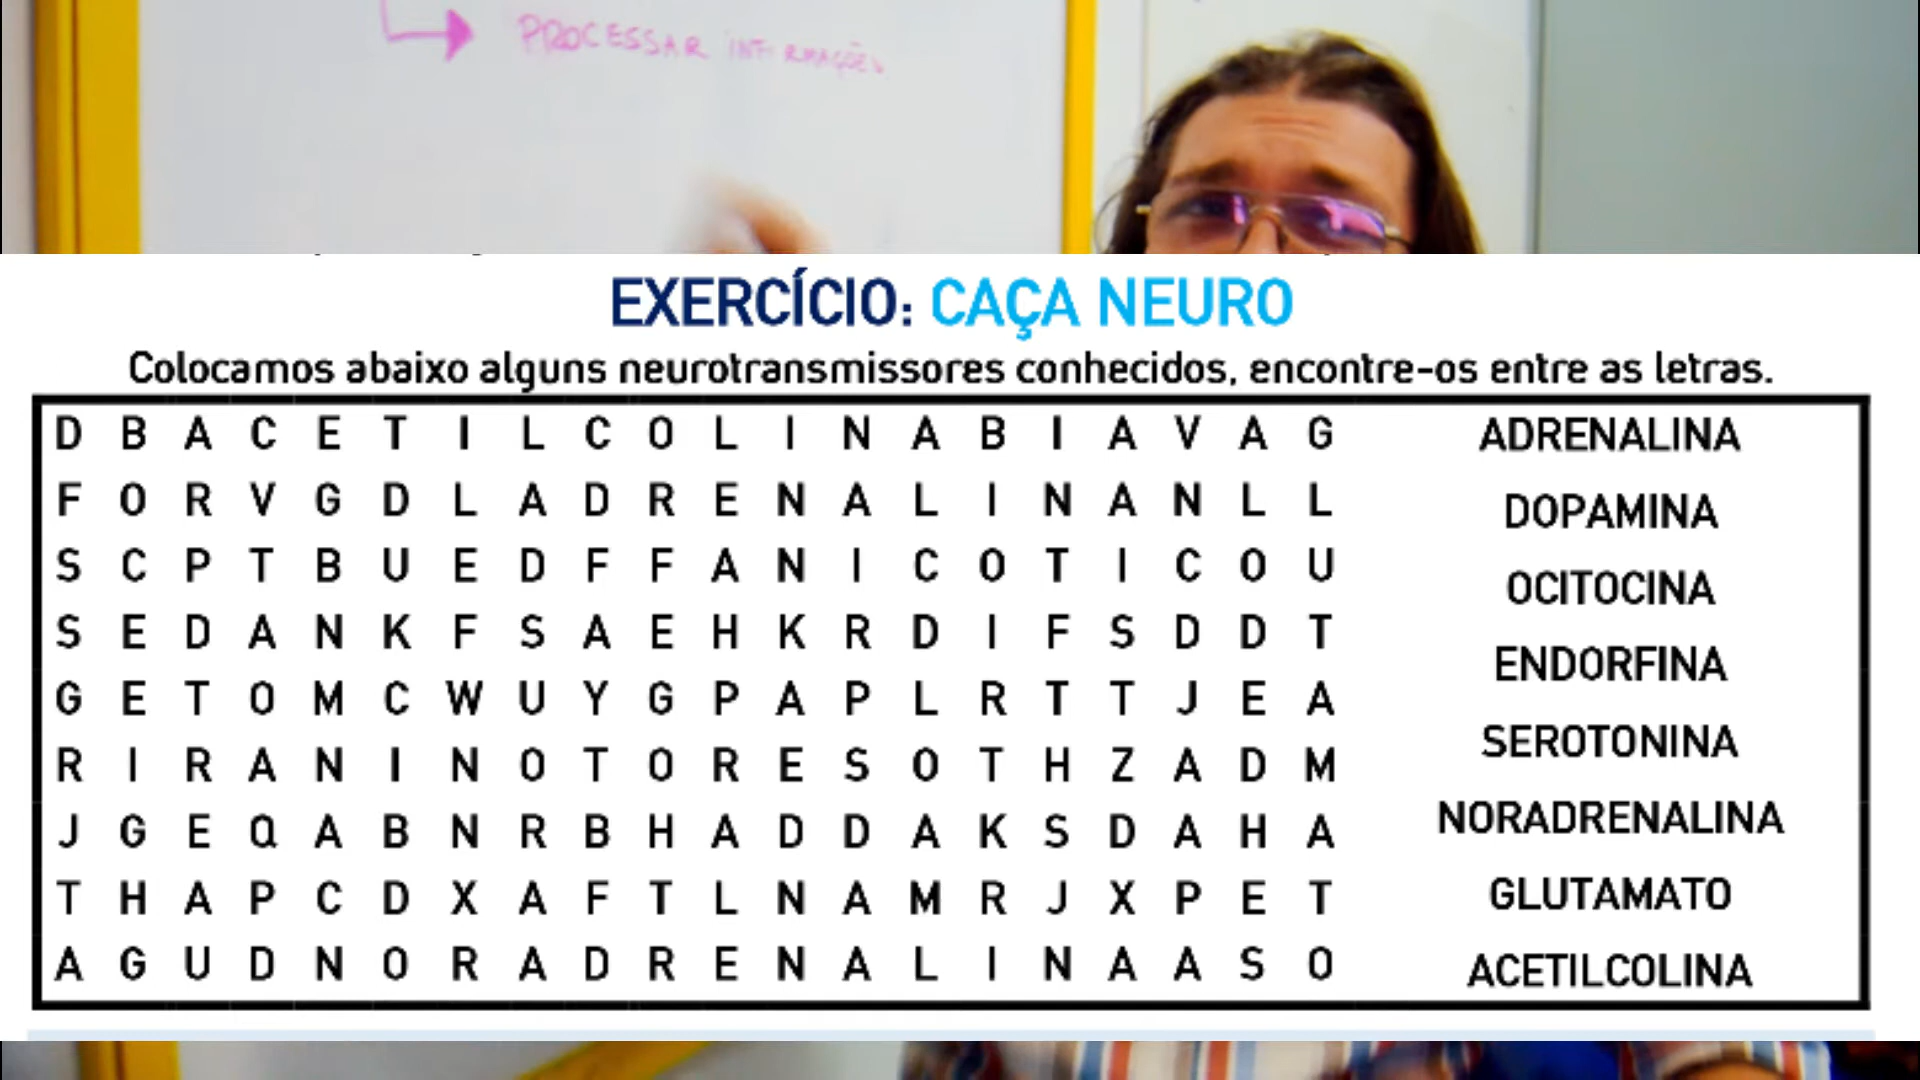 PROCESSAR INFORMAÇÕES
EXERCÍCIO: CAÇA NEURO
Colocamos abaixo alguns neurotransmissores conhecidos, encontre-os entre as letras.
D B A C E T I L C O L I N A B I A V A G
F O R V G D L A D R E N A L I N A N L L
S C P T B U E D F F A N I C O T I C O U
S E D A N K F S A E H K R D I F S D D T
G E T O M C W U Y G P A P L R T T J E A
R I R A N I N O T O R E S O T H Z A D M
J G E Q A B N R B H A D D A K S D A H A
T H A P C D X A F T L N A M R J X P E T
A G U D N O R A D R E N A L I N A A S O
ADRENALINA
DOPAMINA
OCITOCINA
ENDORFINA
SEROTONINA
NORADRENALINA
GLUTAMATO
ACETILCOLINA